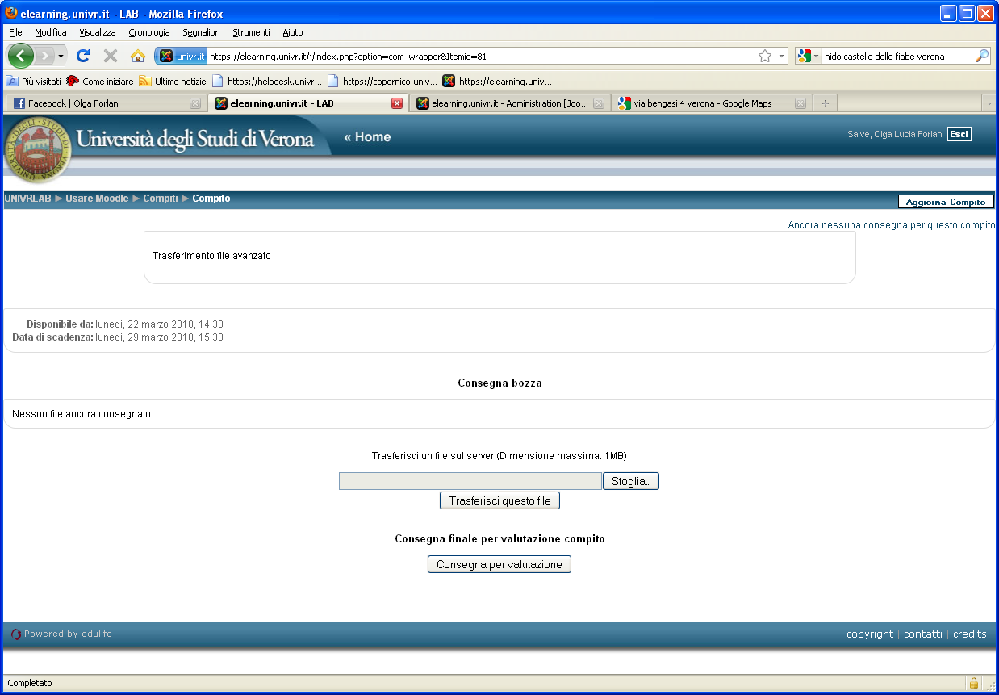 elearning.univr.it - LAB - Mozilla Firefox
File Modifica Visualizza Cronologia Segnalibri Strumenti Aiuto
univr.it https://elearning.univr.it/j/index.php?option=com_wrapper&Itemid=81 nido castello delle fiabe verona
Più visitati Come iniziare Ultime notizie https://helpdesk.univr... https://copernico.univ... https://elearning.univ...
Facebook | Olga Forlani elearning.univr.it - LAB elearning.univr.it - Administration [Joo... via bengasi 4 verona - Google Maps
Università degli Studi di Verona « Home Salve, Olga Lucia Forlani Esci
UNIVRLAB ► Usare Moodle ► Compiti ► Compito Aggiorna Compito
Ancora nessuna consegna per questo compito
Trasferimento file avanzato
Disponibile da: lunedì, 22 marzo 2010, 14:30
Data di scadenza: lunedì, 29 marzo 2010, 15:30
Consegna bozza
Nessun file ancora consegnato
Trasferisci un file sul server (Dimensione massima: 1MB)
Sfoglia...
Trasferisci questo file
Consegna finale per valutazione compito
Consegna per valutazione
Powered by edulife copyright | contatti | credits
Completato